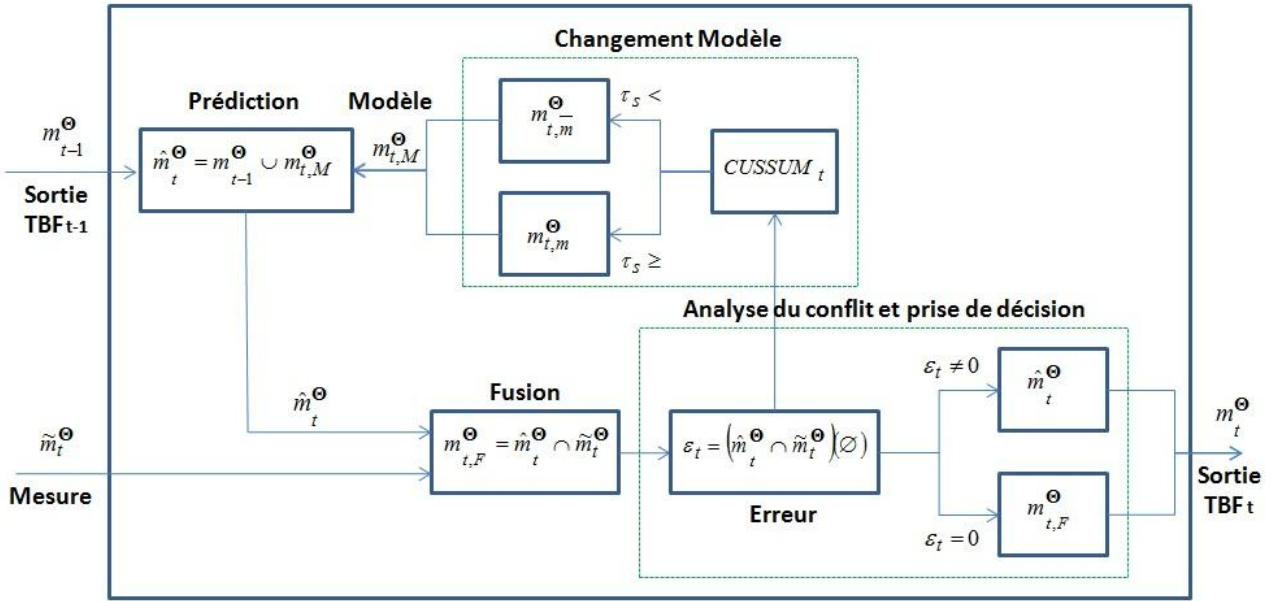 Changement Modèle
Prédiction
Modèle
m^Θ_{t-1}
Sortie
TBF t-1
m̂^Θ_t = m^Θ_{t-1} ∪ m^Θ_{t,M}
m^Θ_{t,M}
m^Θ_{t,m̅}
τ_S <
CUSSUM_t
m^Θ_{t,m}
τ_S ≥
Analyse du conflit et prise de décision
m̂^Θ_t
Fusion
m̃^Θ_t
Mesure
m^Θ_{t,F} = m̂^Θ_t ∩ m̃^Θ_t
ε_t = (m̂^Θ_t ∩ m̃^Θ_t)(∅)
Erreur
ε_t ≠ 0
m̂^Θ_t
ε_t = 0
m^Θ_{t,F}
m^Θ_t
Sortie
TBF t